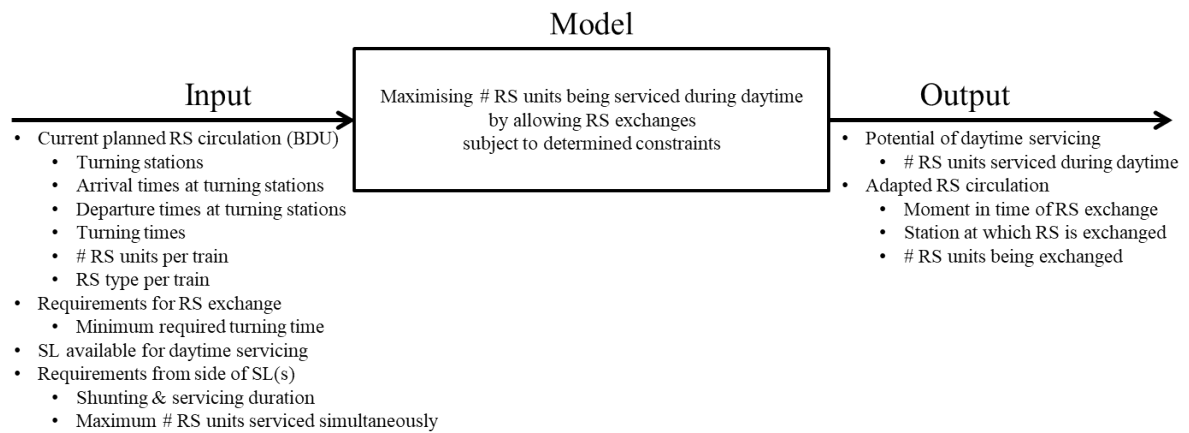 Model
Input
Maximising # RS units being serviced during daytime
by allowing RS exchanges
subject to determined constraints
Output
• Current planned RS circulation (BDU)
• Turning stations
• Arrival times at turning stations
• Departure times at turning stations
• Turning times
• # RS units per train
• RS type per train
• Requirements for RS exchange
• Minimum required turning time
• SL available for daytime servicing
• Requirements from side of SL(s)
• Shunting & servicing duration
• Maximum # RS units serviced simultaneously
• Potential of daytime servicing
• # RS units serviced during daytime
• Adapted RS circulation
• Moment in time of RS exchange
• Station at which RS is exchanged
• # RS units being exchanged